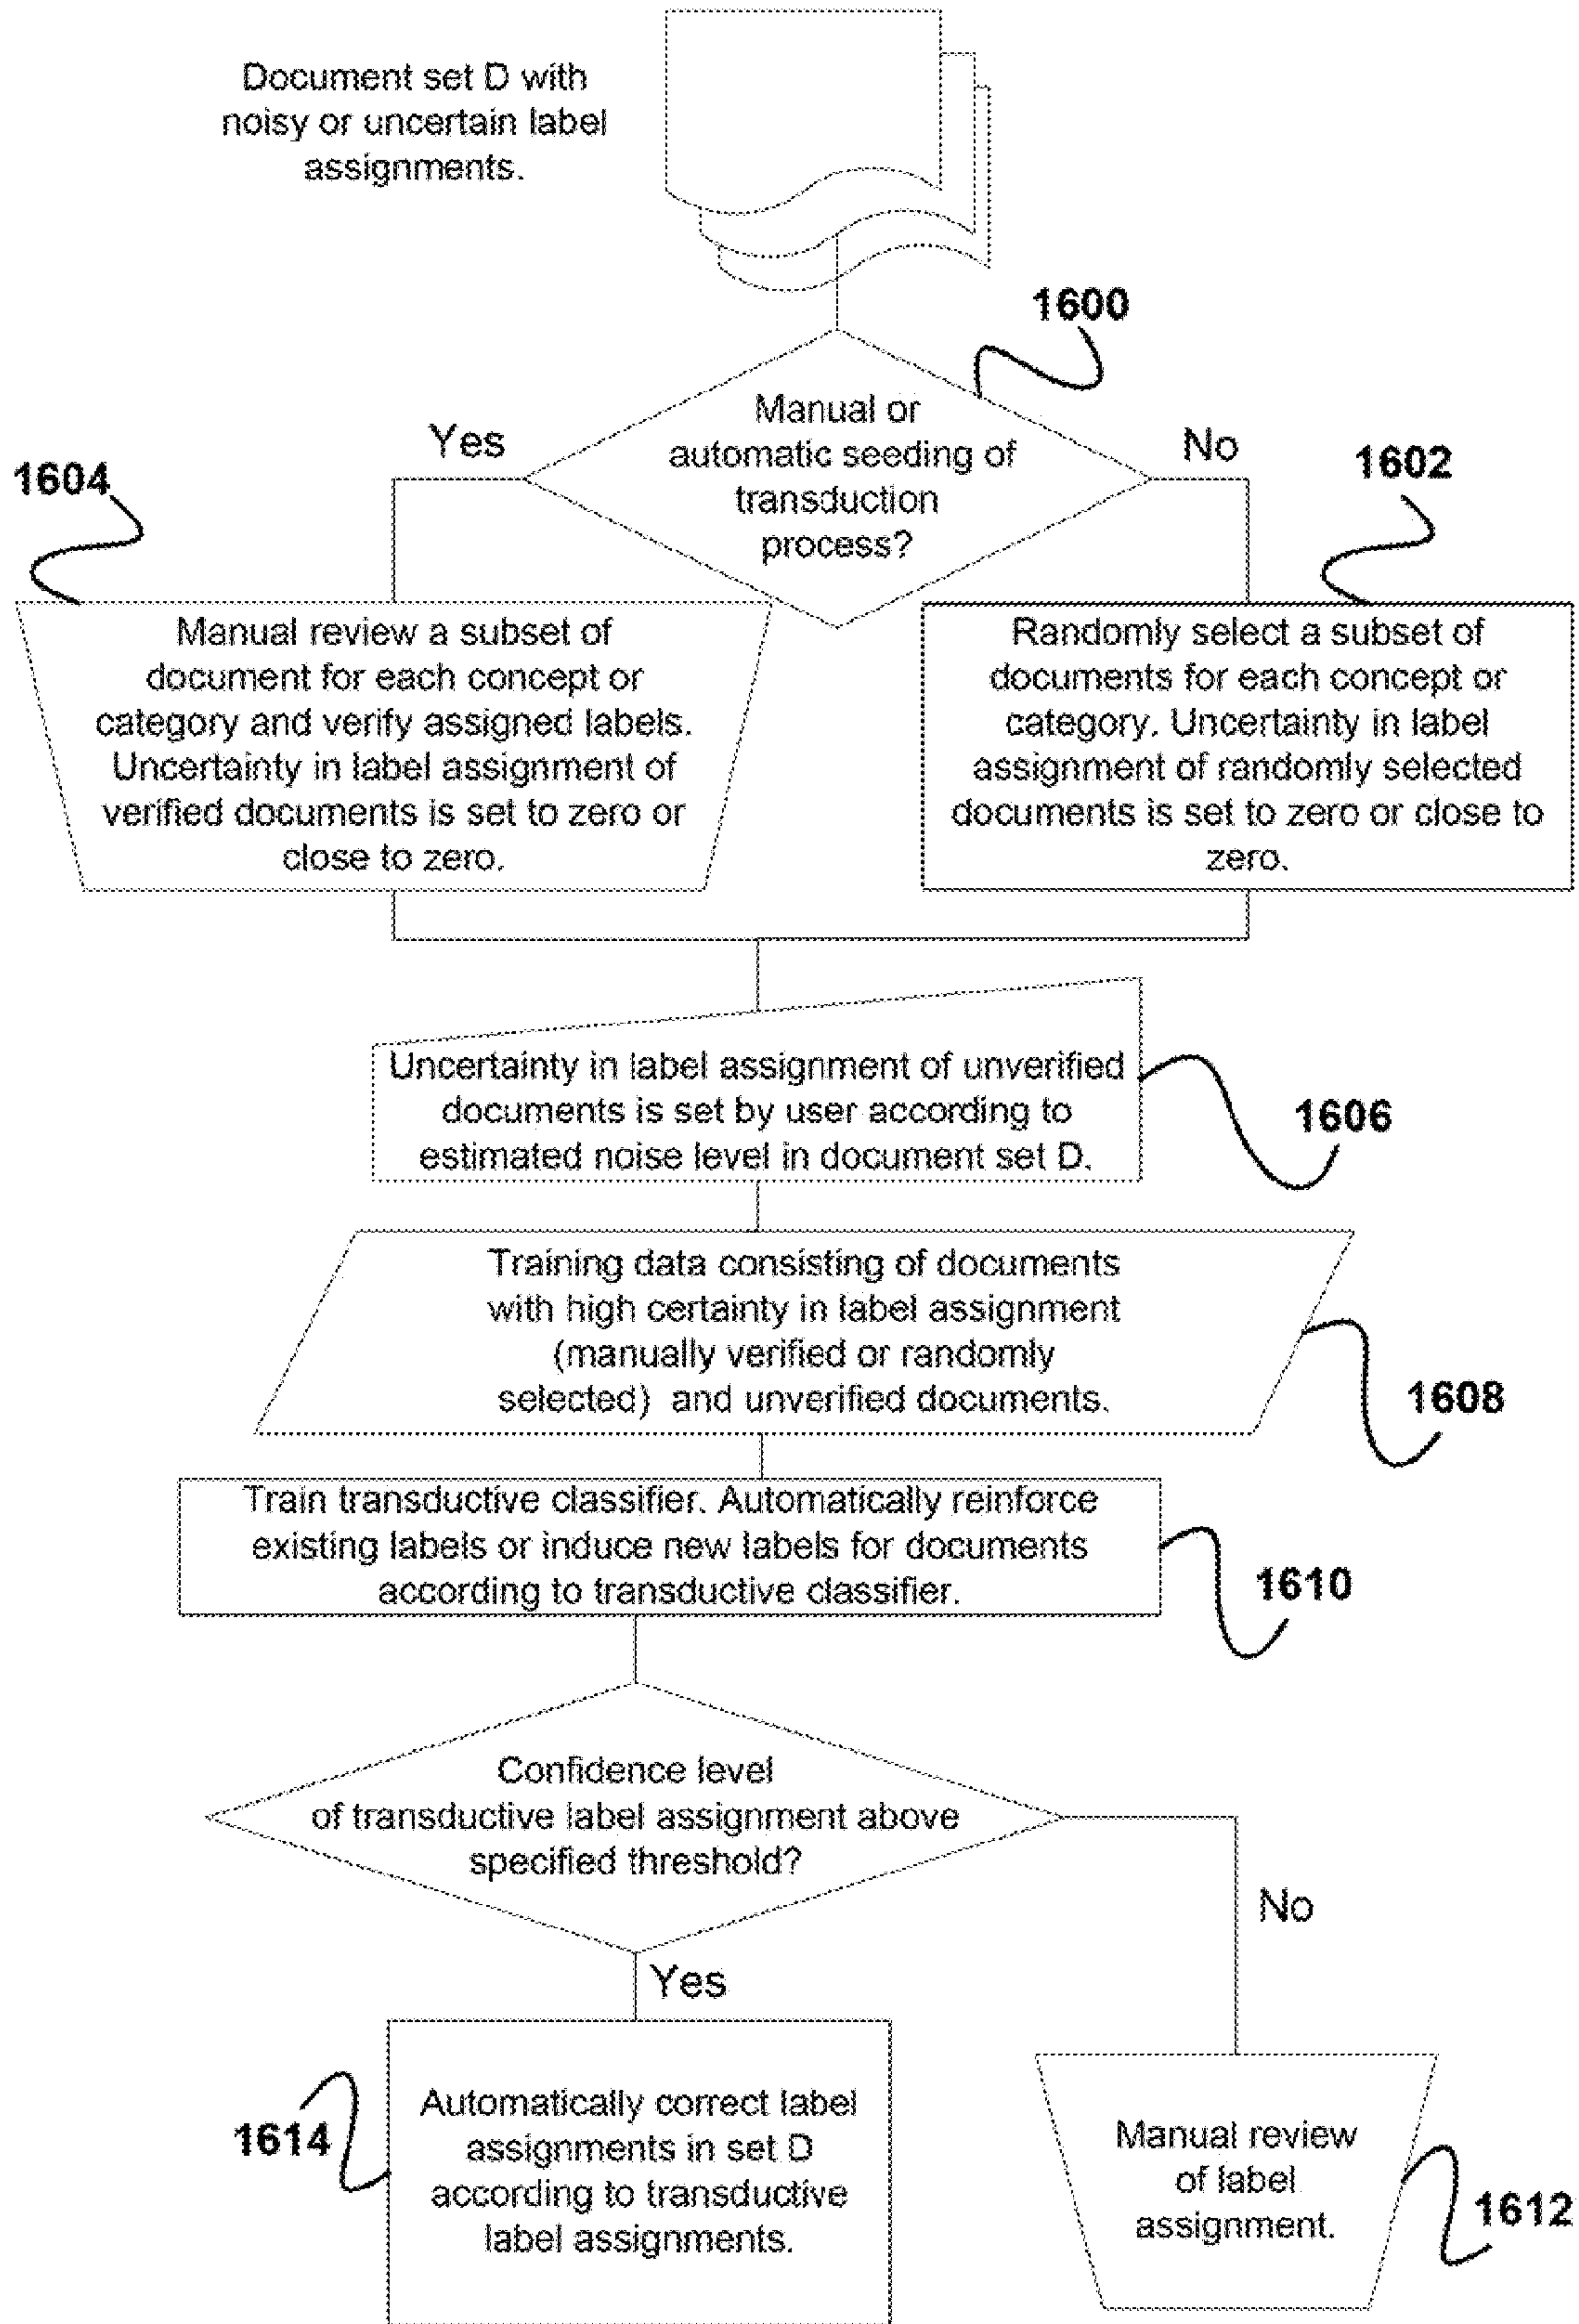 Document set D with
noisy or uncertain label
assignments.
1600
Manual or
automatic seeding of
transduction
process?
Yes
No
1604
1602
Manual review a subset of
document for each concept or
category and verify assigned labels.
Uncertainty in label assignment of
verified documents is set to zero or
close to zero.
Randomly select a subset of
documents for each concept or
category. Uncertainty in label
assignment of randomly selected
documents is set to zero or close to
zero.
Uncertainty in label assignment of unverified
documents is set by user according to
estimated noise level in document set D.
1606
Training data consisting of documents
with high certainty in label assignment
(manually verified or randomly
selected) and unverified documents.
1608
Train transductive classifier. Automatically reinforce
existing labels or induce new labels for documents
according to transductive classifier.
1610
Confidence level
of transductive label assignment above
specified threshold?
No
Yes
Automatically correct label
assignments in set D
according to transductive
label assignments.
1614
Manual review
of label
assignment.
1612